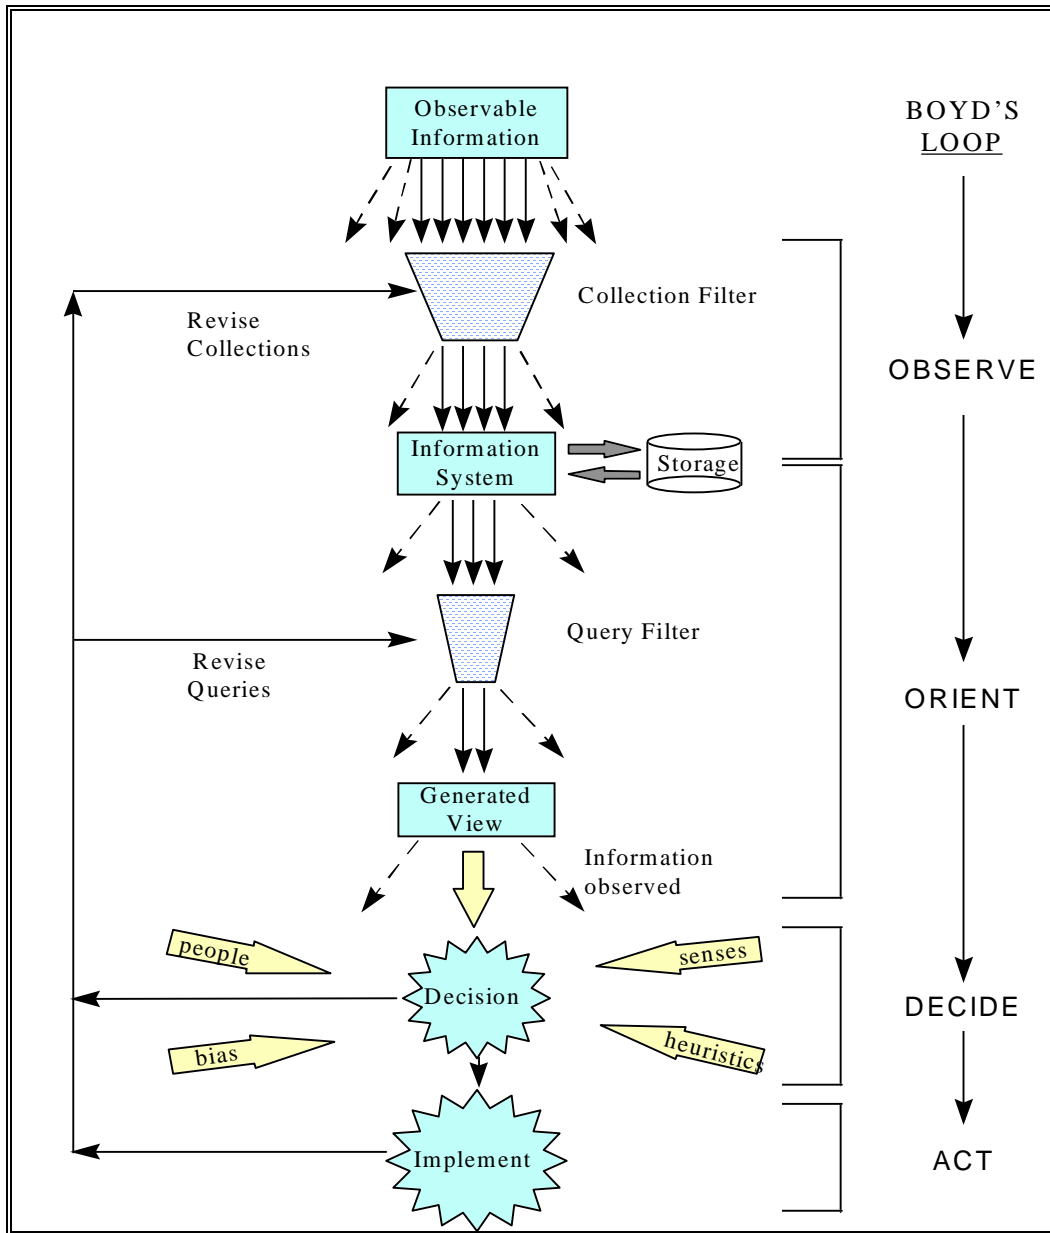 Observable
Information
BOYD'S
LOOP
Collection Filter
Revise
Collections
OBSERVE
Information
System
Storage
Query Filter
Revise
Queries
ORIENT
Generated
View
Information
observed
people
senses
Decision
DECIDE
bias
heuristics
Implement
ACT